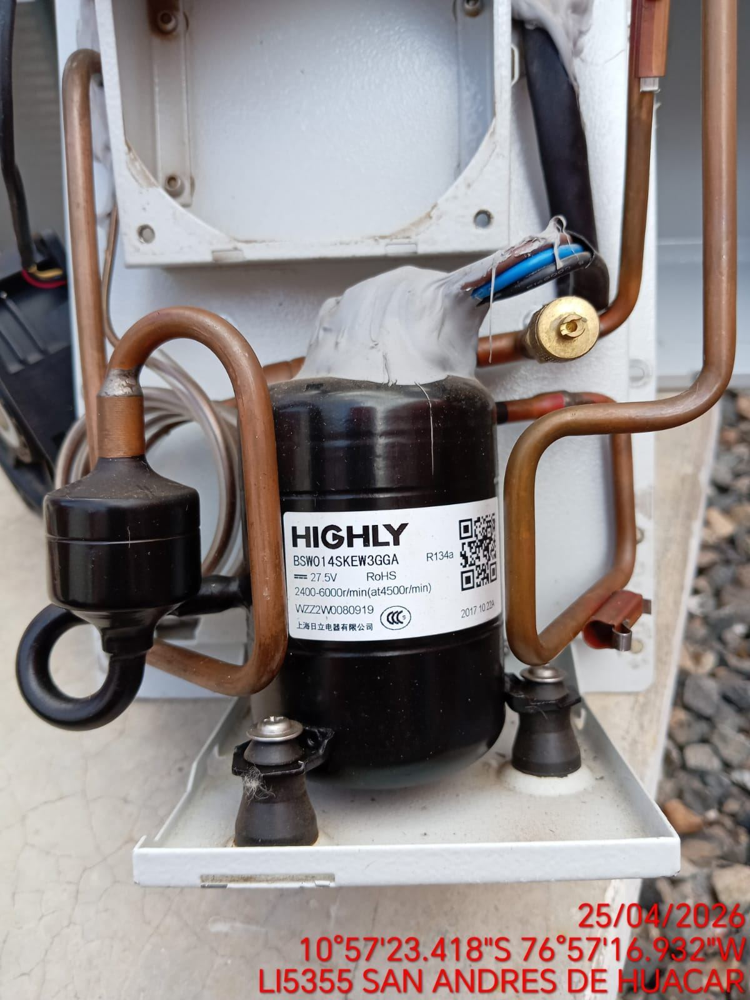 HIGHLY
BSW014SKEW3GGA R134a
27.5V RoHS
2400-6000r/min(at4500r/min)
WZZ2W0080919
上海日立电器有限公司
CCC S
2017 10 22A
25/04/2026
10°57'23.418"S 76°57'16.932"W
LI5355 SAN ANDRES DE HUACAR